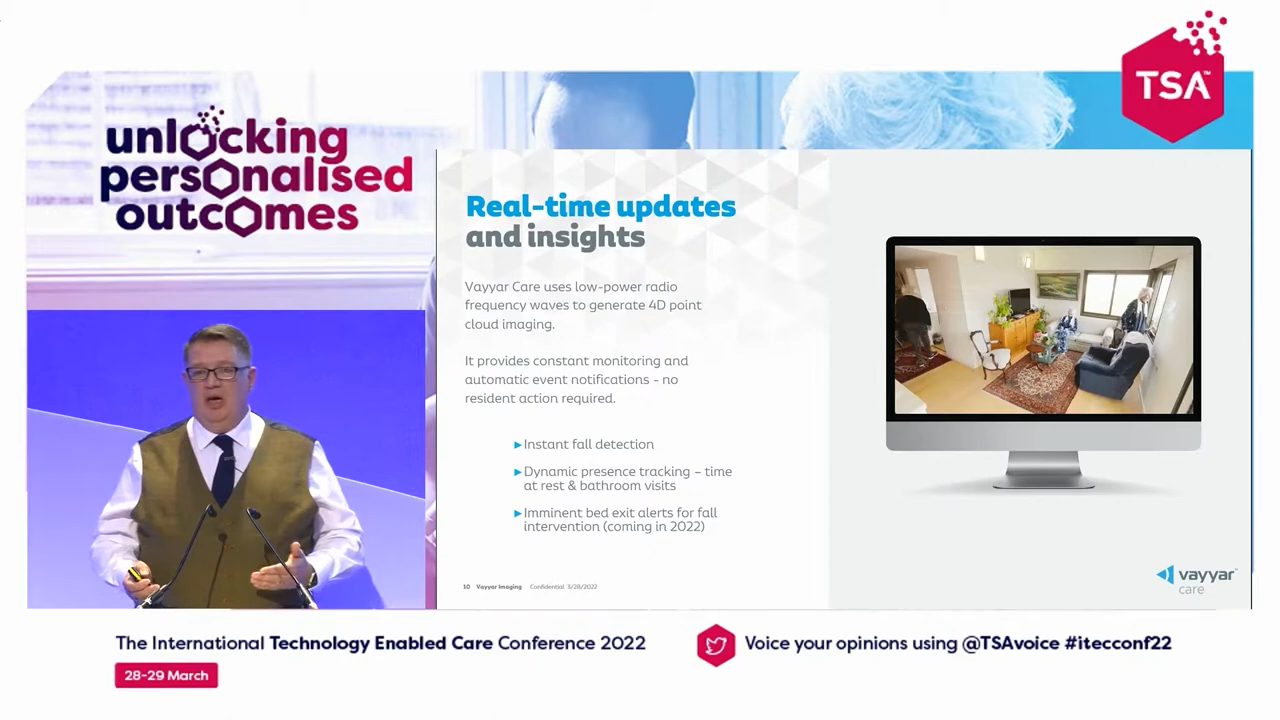 TSA™
unlocking
personalised
outcomes
Real-time updates
and insights
Vayyar Care uses low-power radio
frequency waves to generate 4D point
cloud imaging.
It provides constant monitoring and
automatic event notifications - no
resident action required.
►Instant fall detection
►Dynamic presence tracking – time
at rest & bathroom visits
►Imminent bed exit alerts for fall
intervention (coming in 2022)
10 Vayyar Imaging Confidential 3/28/2022
vayyar™
care
The International Technology Enabled Care Conference 2022
28-29 March
Voice your opinions using @TSAvoice #itecconf22